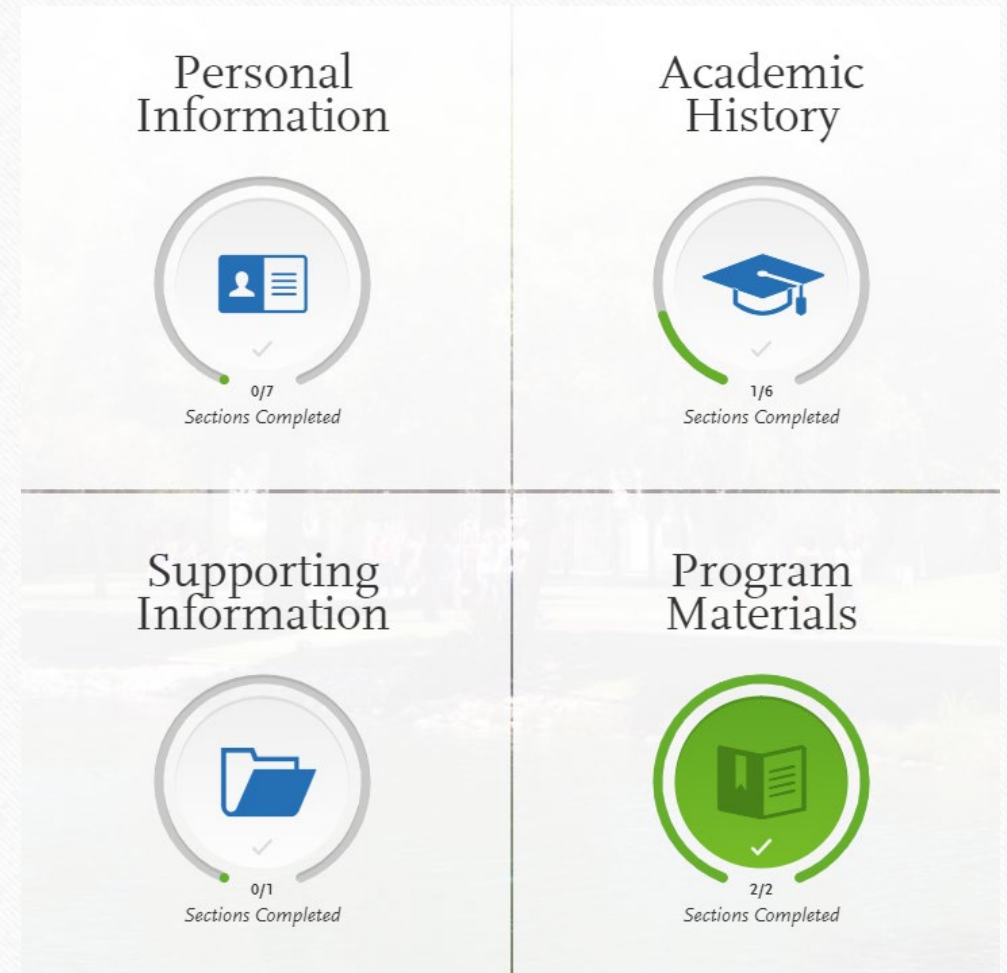 Personal
Information
0/7
Sections Completed
Academic
History
1/6
Sections Completed
Supporting
Information
0/1
Sections Completed
Program
Materials
2/2
Sections Completed